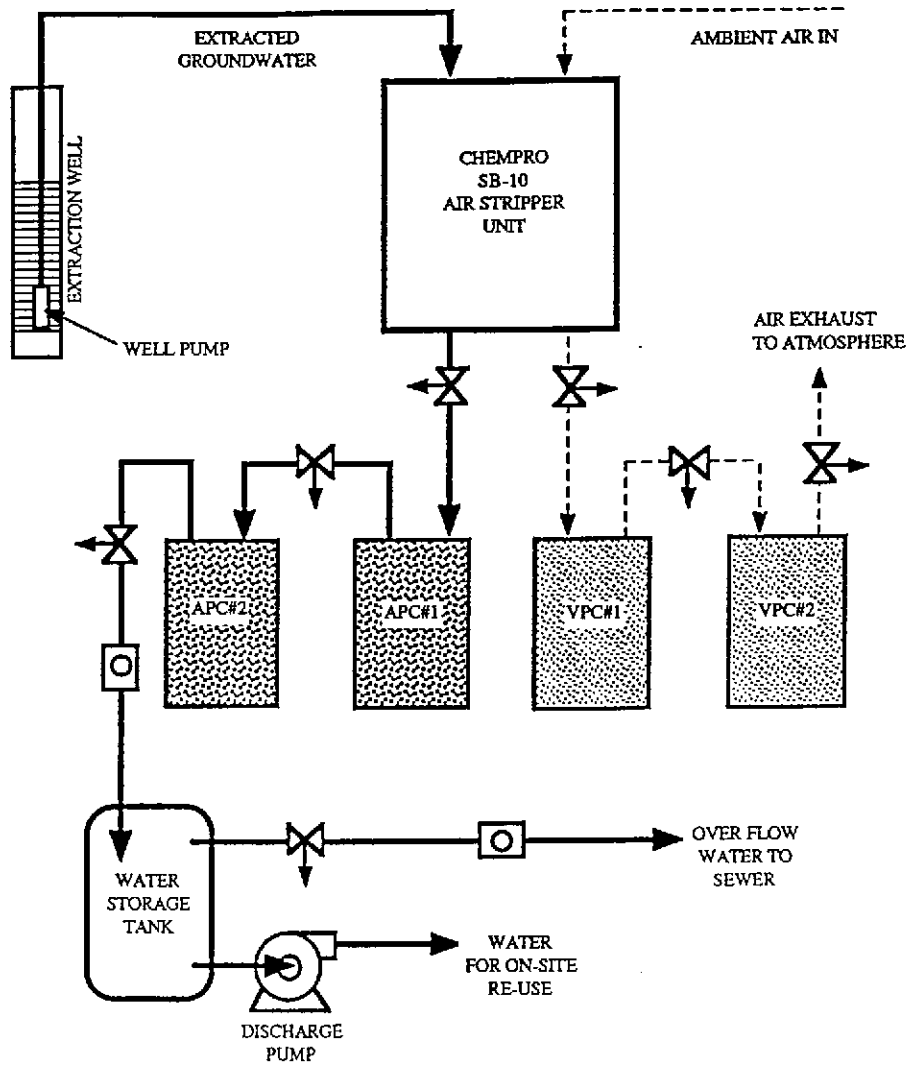 EXTRACTED
GROUNDWATER
AMBIENT AIR IN
EXTRACTION WELL
CHEMPRO
SB-10
AIR STRIPPER
UNIT
WELL PUMP
AIR EXHAUST
TO ATMOSPHERE
APC#2
APC#1
VPC#1
VPC#2
WATER
STORAGE
TANK
OVER FLOW
WATER TO
SEWER
WATER
FOR ON-SITE
RE-USE
DISCHARGE
PUMP